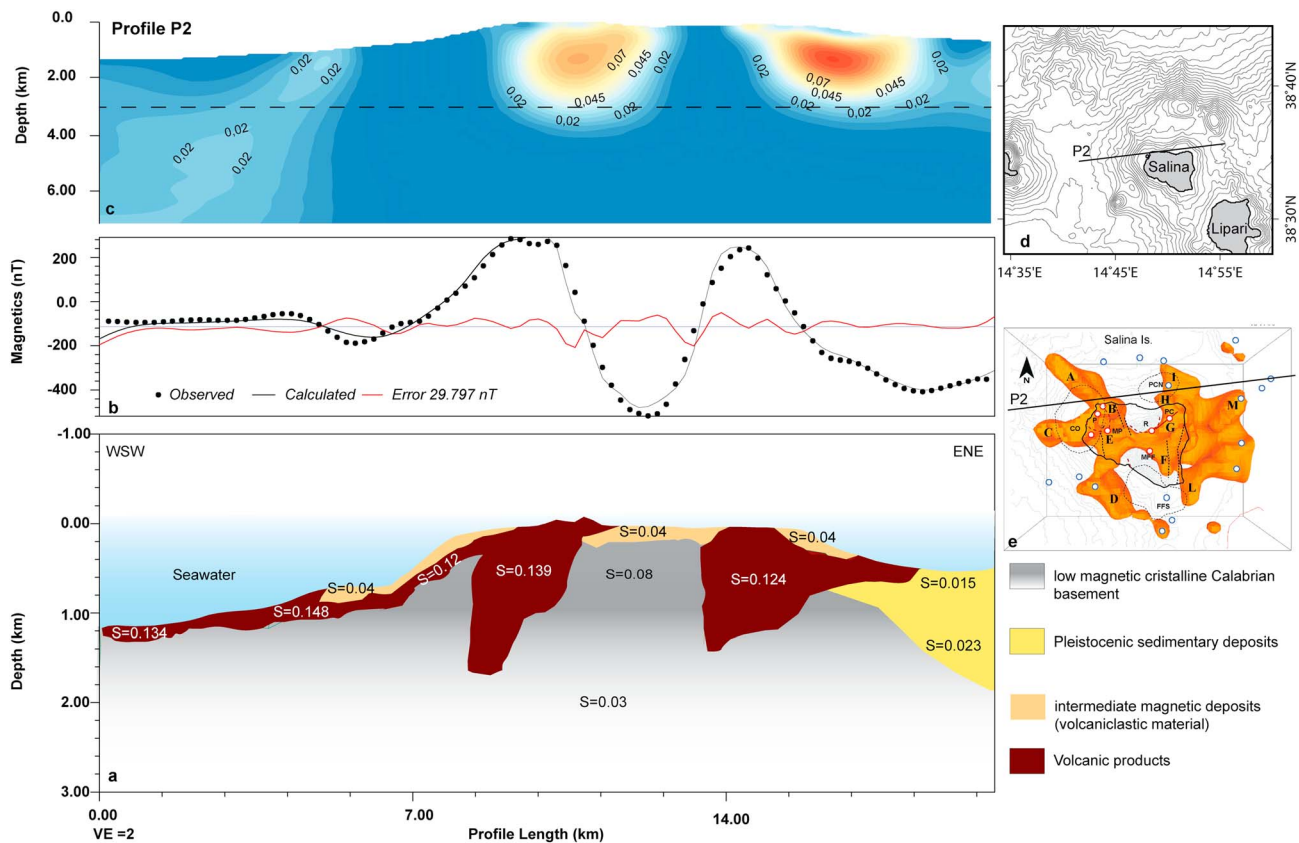 0.0
2.00
4.00
6.00
Depth (km)
Profile P2
0.02
0.02
0,02
0,02
0,02
0,02
0.07
0.045
0.02
0.02
0.045
0.02
0,02
0.02
0.07
0.045
0.045
0.02
0,02
0.02
c
200
0.0
-200
-400
Magnetics (nT)
Observed
Calculated
Error 29.797 nT
b
-1.00
0.00
1.00
2.00
3.00
Depth (km)
WSW
ENE
Seawater
S=0.04
S=0.04
S=0.04
S=0.12
S=0.139
S=0.08
S=0.124
S=0.148
S=0.134
S=0.015
S=0.023
S=0.03
a
0.00
7.00
14.00
VE =2
Profile Length (km)
P2
Salina
Lipari
d
38°40'N
38°30'N
14°35'E
14°45'E
14°55'E
Salina Is.
N
P2
A
PCN
I
H
M
B
P
PC
C
CO
E
MP
R
G
MFF
F
D
L
FFS
e
low magnetic cristalline Calabrian
basement
Pleistocenic sedimentary deposits
intermediate magnetic deposits
(volcaniclastic material)
Volcanic products